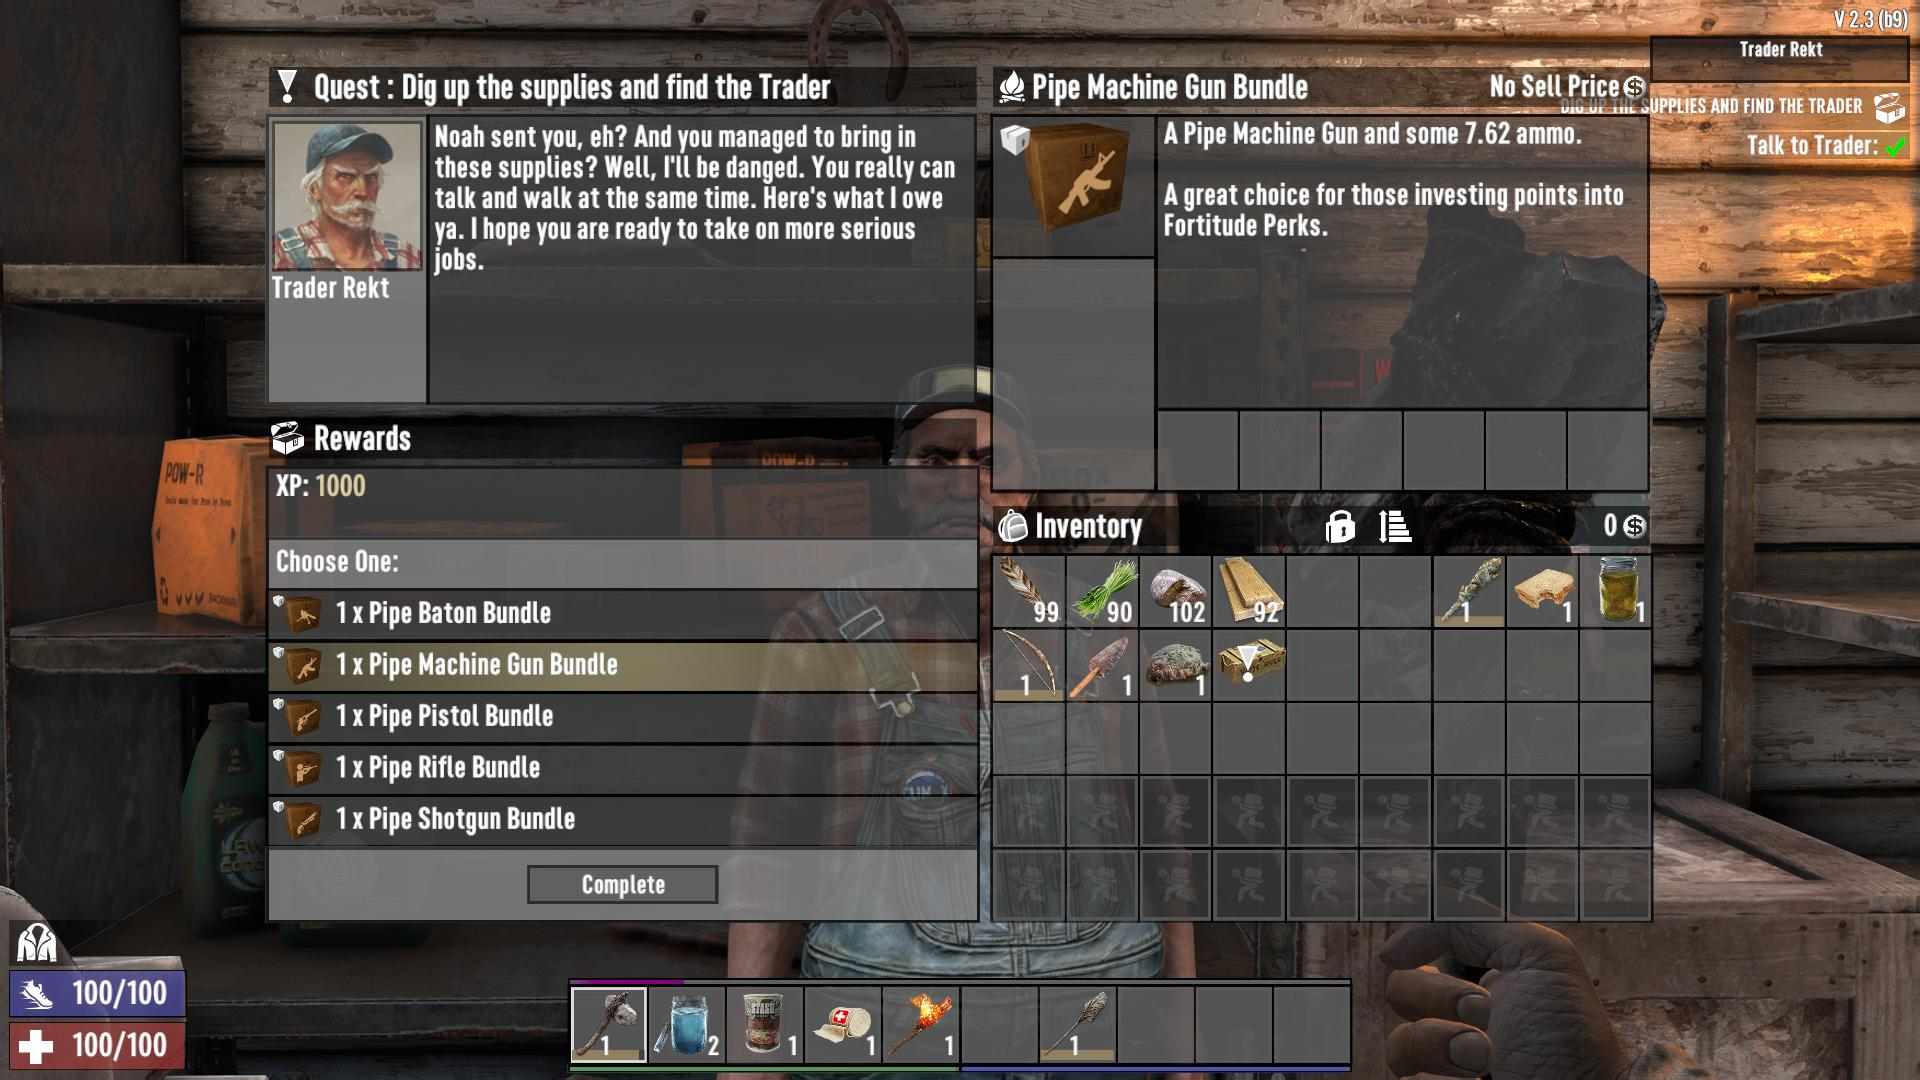 V 2.3 (b9)
Trader Rekt
DIG UP THE SUPPLIES AND FIND THE TRADER
Talk to Trader:
Quest : Dig up the supplies and find the Trader
Noah sent you, eh? And you managed to bring in
these supplies? Well, I'll be danged. You really can
talk and walk at the same time. Here's what I owe
ya. I hope you are ready to take on more serious
jobs.
Trader Rekt
Rewards
XP: 1000
Choose One:
1 x Pipe Baton Bundle
1 x Pipe Machine Gun Bundle
1 x Pipe Pistol Bundle
1 x Pipe Rifle Bundle
1 x Pipe Shotgun Bundle
Complete
Pipe Machine Gun Bundle
No Sell Price
A Pipe Machine Gun and some 7.62 ammo.
A great choice for those investing points into
Fortitude Perks.
Inventory
0
99 90 102 92 1 1 1
1 1 1
POW-R
POW-R
100/100
100/100
1 2 1 1 1 1